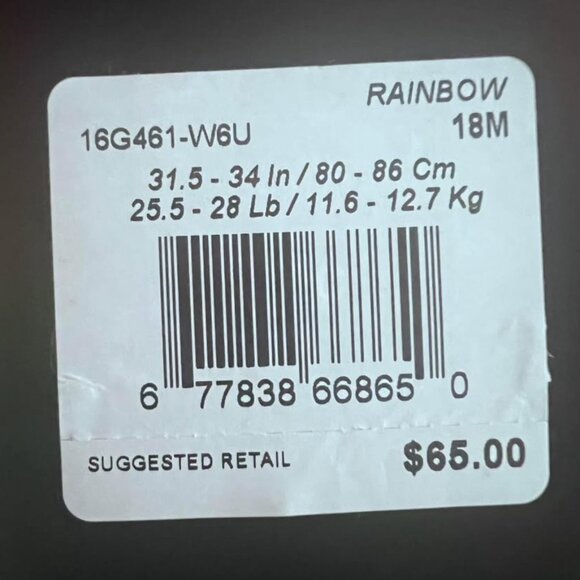 RAINBOW
16G461-W6U 18M
31.5 - 34 In / 80 - 86 Cm
25.5 - 28 Lb / 11.6 - 12.7 Kg
6 77838 66865 0
SUGGESTED RETAIL $65.00